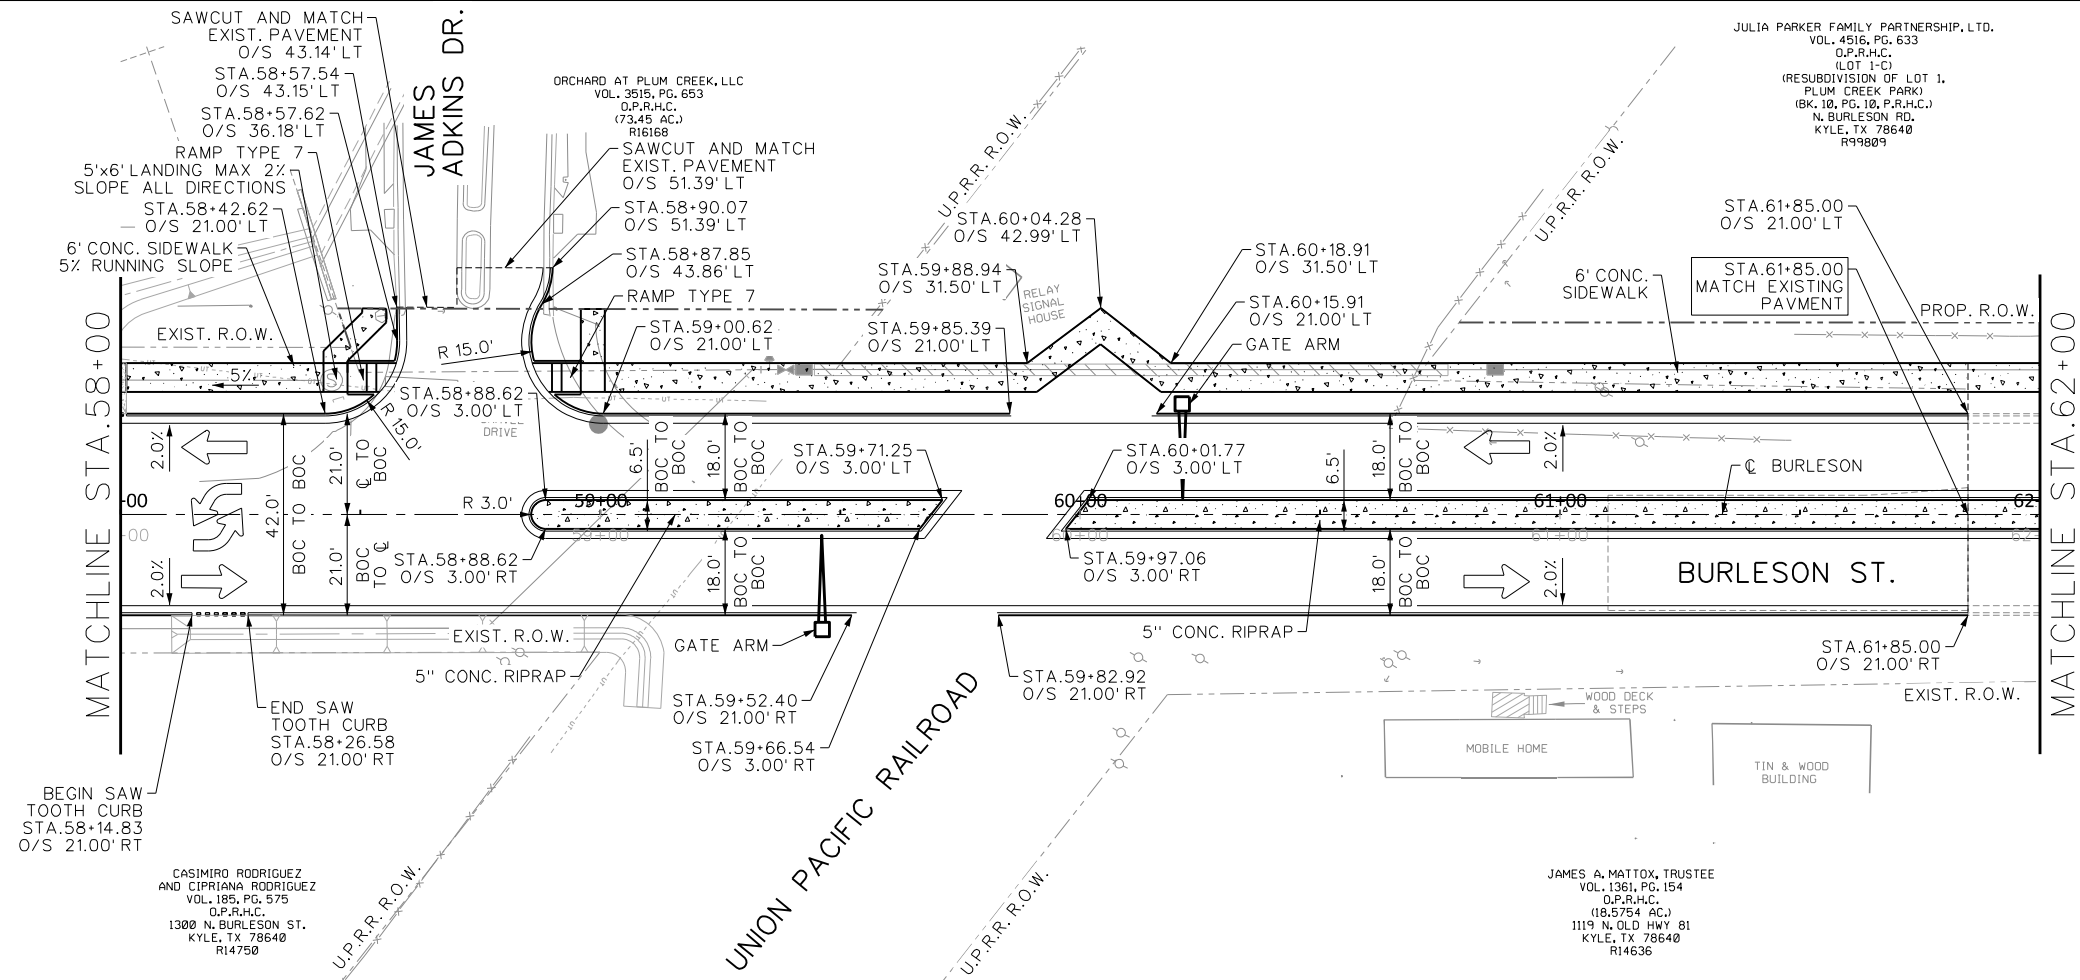 SAWCUT AND MATCH
EXIST. PAVEMENT
O/S 43.14' LT
STA.58+57.54
O/S 43.15' LT
STA.58+57.62
O/S 36.18' LT
RAMP TYPE 7
5'x6' LANDING MAX 2%
SLOPE ALL DIRECTIONS
STA.58+42.62
O/S 21.00' LT
6' CONC. SIDEWALK
5% RUNNING SLOPE
JAMES
ADKINS DR.
ORCHARD AT PLUM CREEK, LLC
VOL. 3515, PG. 653
O.P.R.H.C.
(73.45 AC.)
R16168
SAWCUT AND MATCH
EXIST. PAVEMENT
O/S 51.39' LT
STA.58+90.07
O/S 51.39' LT
STA.58+87.85
O/S 43.86' LT
RAMP TYPE 7
STA.59+00.62
O/S 21.00' LT
U.P.R.R. R.O.W.
STA.60+04.28
O/S 42.99' LT
STA.59+88.94
O/S 31.50' LT
STA.59+85.39
O/S 21.00' LT
RELAY
SIGNAL
HOUSE
STA.60+18.91
O/S 31.50' LT
STA.60+15.91
O/S 21.00' LT
GATE ARM
U.P.R.R. R.O.W.
JULIA PARKER FAMILY PARTNERSHIP, LTD.
VOL. 4516, PG. 633
O.P.R.H.C.
(LOT 1-C)
(RESUBDIVISION OF LOT 1,
PLUM CREEK PARK)
(BK. 10, PG. 10, P.R.H.C.)
N. BURLESON RD.
KYLE, TX 78640
R99809
STA.61+85.00
O/S 21.00' LT
6' CONC.
SIDEWALK
STA.61+85.00
MATCH EXISTING
PAVMENT
PROP. R.O.W.
MATCHLINE STA.58+00
MATCHLINE STA.62+00
EXIST. R.O.W.
5%
R 15.0'
R 15.0'
STA.58+88.62
O/S 3.00' LT
DRIVE
2.0%
42.0'
BOC TO BOC
21.0'
℄ TO
BOC
21.0'
BOC
TO ℄
2.0%
R 3.0'
STA.58+88.62
O/S 3.00' RT
6.5'
BOC TO
BOC
18.0'
BOC TO
BOC
18.0'
BOC TO
BOC
STA.59+71.25
O/S 3.00' LT
STA.60+01.77
O/S 3.00' LT
STA.59+97.06
O/S 3.00' RT
6.5'
18.0'
BOC TO
BOC
18.0'
BOC TO
BOC
2.0%
2.0%
℄ BURLESON
-00
-00
59+00
59+00
60+00
60+00
61+00
61+00
62-
62-
BURLESON ST.
EXIST. R.O.W.
5" CONC. RIPRAP
GATE ARM
5" CONC. RIPRAP
STA.59+52.40
O/S 21.00' RT
STA.59+66.54
O/S 3.00' RT
STA.59+82.92
O/S 21.00' RT
STA.61+85.00
O/S 21.00' RT
EXIST. R.O.W.
END SAW
TOOTH CURB
STA.58+26.58
O/S 21.00' RT
BEGIN SAW
TOOTH CURB
STA.58+14.83
O/S 21.00' RT
UNION PACIFIC RAILROAD
WOOD DECK
& STEPS
MOBILE HOME
TIN & WOOD
BUILDING
CASIMIRO RODRIGUEZ
AND CIPRIANA RODRIGUEZ
VOL. 185, PG. 575
O.P.R.H.C.
1300 N. BURLESON ST.
KYLE, TX 78640
R14750
U.P.R.R. R.O.W.
U.P.R.R. R.O.W.
JAMES A. MATTOX, TRUSTEE
VOL. 1361, PG. 154
O.P.R.H.C.
(18.5754 AC.)
1119 N. OLD HWY 81
KYLE, TX 78640
R14636